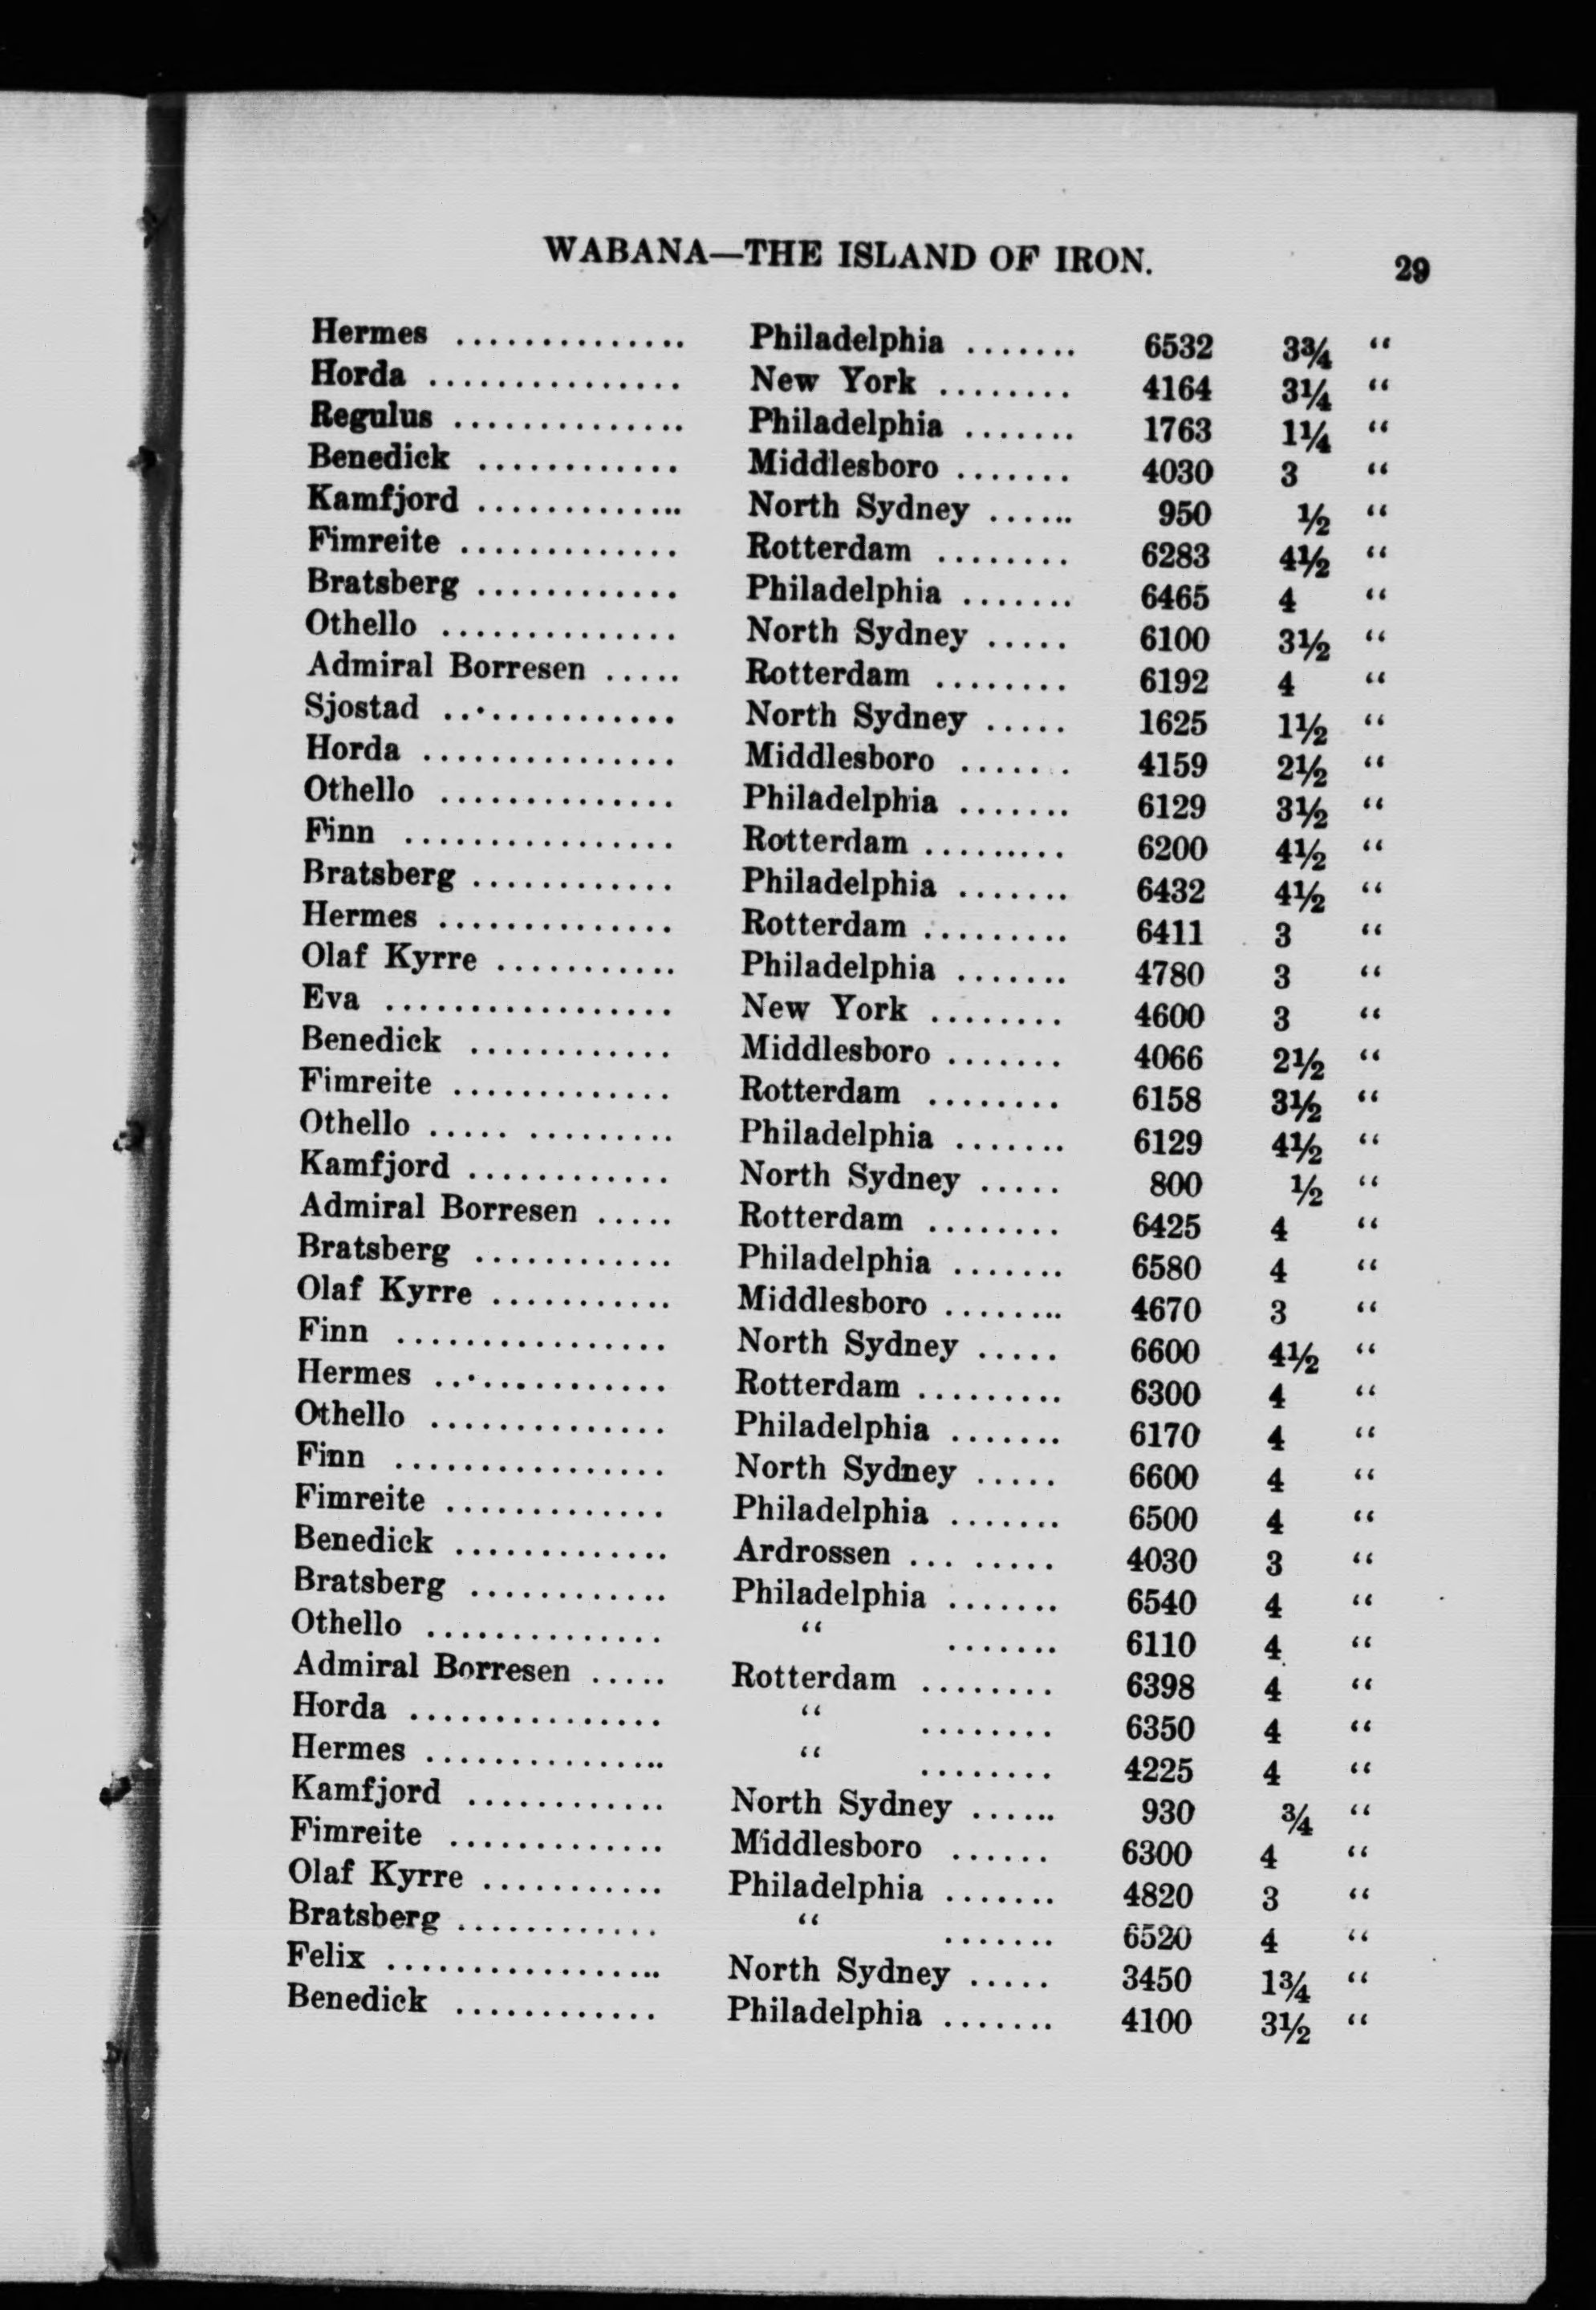 WABANA—THE ISLAND OF IRON. 29
Hermes .............. Philadelphia ....... 6532 3¾ "
Horda ............... New York ........ 4164 3¼ "
Regulus .............. Philadelphia ....... 1763 1¼ "
Benedick ............ Middlesboro ....... 4030 3 "
Kamfjord ............. North Sydney ...... 950 ½ "
Fimreite ............. Rotterdam ........ 6283 4½ "
Bratsberg ............ Philadelphia ....... 6465 4 "
Othello .............. North Sydney ..... 6100 3½ "
Admiral Borresen ..... Rotterdam ........ 6192 4 "
Sjostad .............. North Sydney ..... 1625 1½ "
Horda ............... Middlesboro ....... 4159 2½ "
Othello .............. Philadelphia ....... 6129 3½ "
Finn ................ Rotterdam ......... 6200 4½ "
Bratsberg ............ Philadelphia ....... 6432 4½ "
Hermes .............. Rotterdam ......... 6411 3 "
Olaf Kyrre ........... Philadelphia ....... 4780 3 "
Eva ................. New York ........ 4600 3 "
Benedick ............ Middlesboro ....... 4066 2½ "
Fimreite ............. Rotterdam ........ 6158 3½ "
Othello ..... ......... Philadelphia ....... 6129 4½ "
Kamfjord ............ North Sydney ..... 800 ½ "
Admiral Borresen ..... Rotterdam ........ 6425 4 "
Bratsberg ............ Philadelphia ....... 6580 4 "
Olaf Kyrre ........... Middlesboro ........ 4670 3 "
Finn ................ North Sydney ..... 6600 4½ "
Hermes .............. Rotterdam ......... 6300 4 "
Othello .............. Philadelphia ....... 6170 4 "
Finn ................ North Sydney ..... 6600 4 "
Fimreite ............. Philadelphia ....... 6500 4 "
Benedick ............. Ardrossen ... ..... 4030 3 "
Bratsberg ............ Philadelphia ....... 6540 4 "
Othello .............. " ....... 6110 4 "
Admiral Borresen ..... Rotterdam ........ 6398 4 "
Horda ............... " ........ 6350 4 "
Hermes .............. " ........ 4225 4 "
Kamfjord ............ North Sydney ...... 930 ¾ "
Fimreite ............. Middlesboro ...... 6300 4 "
Olaf Kyrre ........... Philadelphia ....... 4820 3 "
Bratsberg ............ " ....... 6520 4 "
Felix ................. North Sydney ..... 3450 1¾ "
Benedick ............ Philadelphia ....... 4100 3½ "